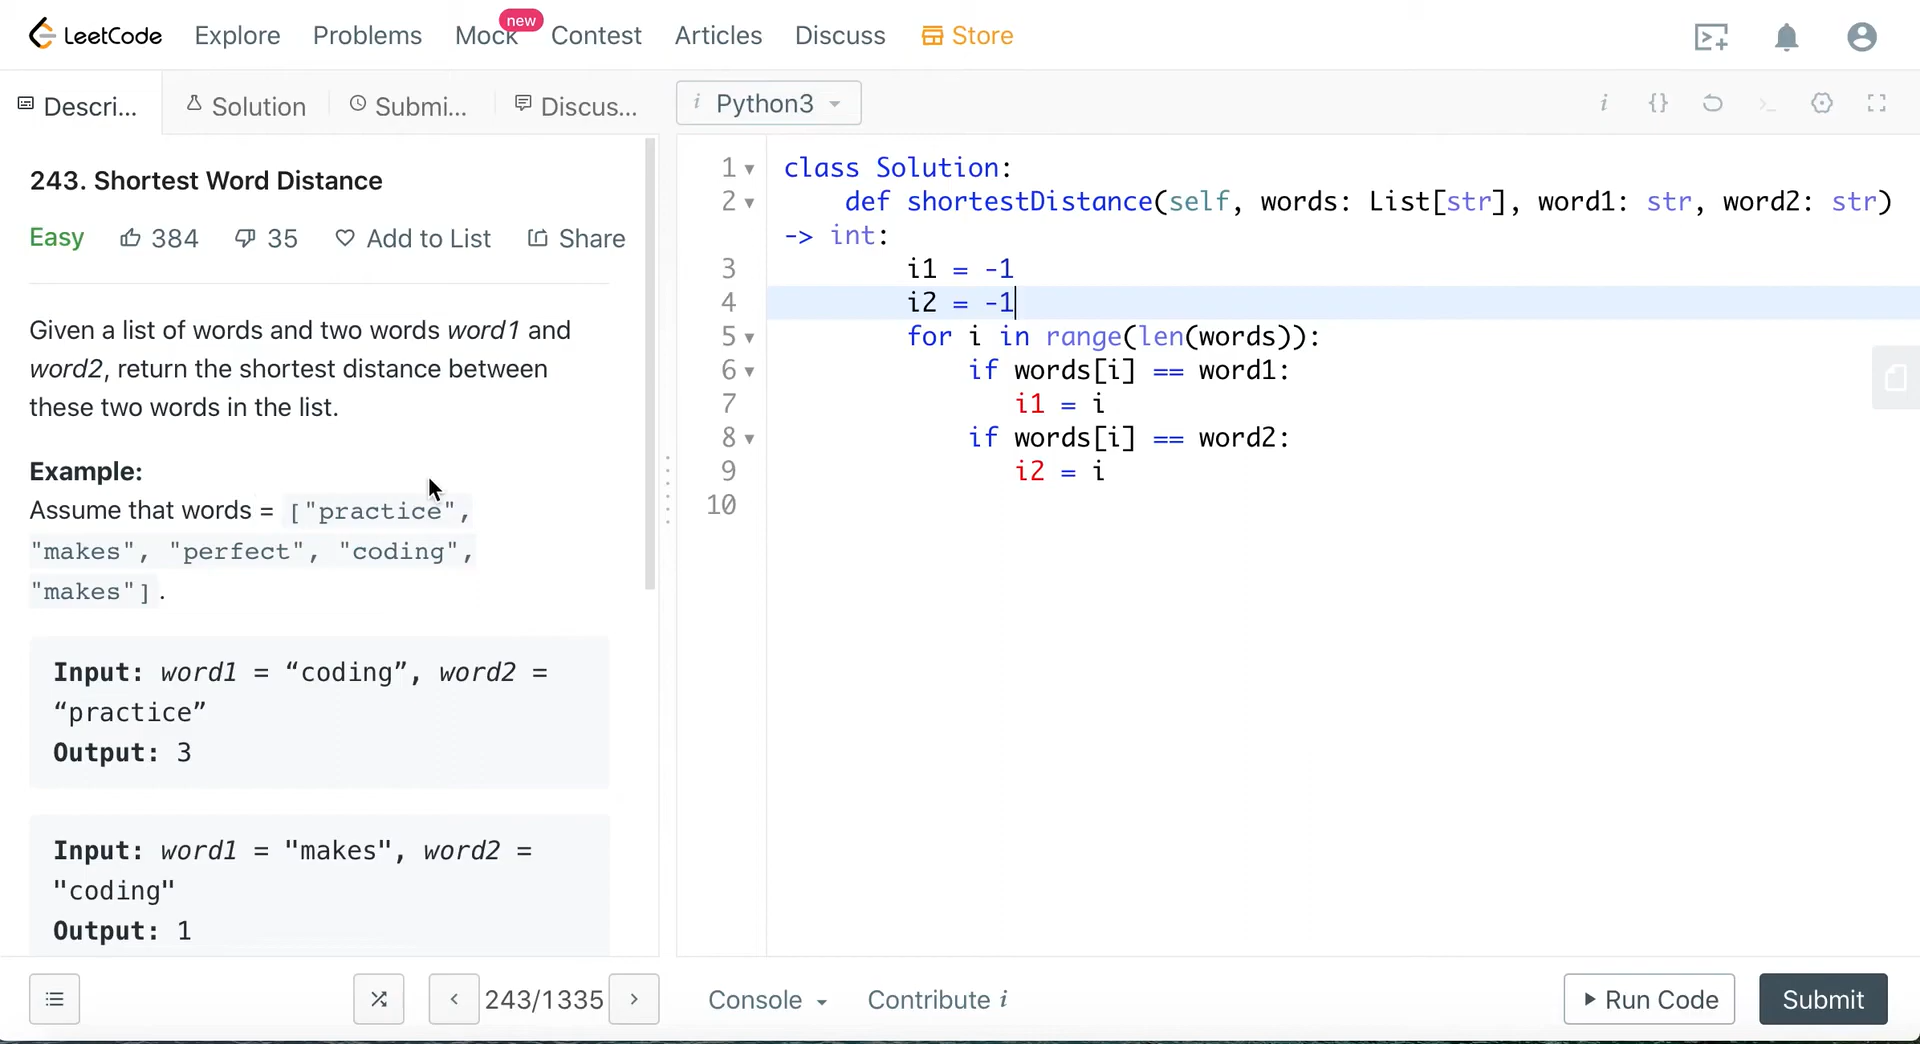 LeetCode Explore Problems Mock new Contest Articles Discuss Store
Descri... Solution Submi... Discus... i Python3
243. Shortest Word Distance
Easy 384 35 Add to List Share
Given a list of words and two words word1 and
word2, return the shortest distance between
these two words in the list.
Example:
Assume that words = ["practice",
"makes", "perfect", "coding",
"makes"].
Input: word1 = “coding”, word2 =
“practice”
Output: 3
Input: word1 = "makes", word2 =
"coding"
Output: 1
1 class Solution:
2     def shortestDistance(self, words: List[str], word1: str, word2: str)
-> int:
3         i1 = -1
4         i2 = -1
5         for i in range(len(words)):
6             if words[i] == word1:
7                i1 = i
8             if words[i] == word2:
9                i2 = i
10
243/1335 Console Contribute i Run Code Submit